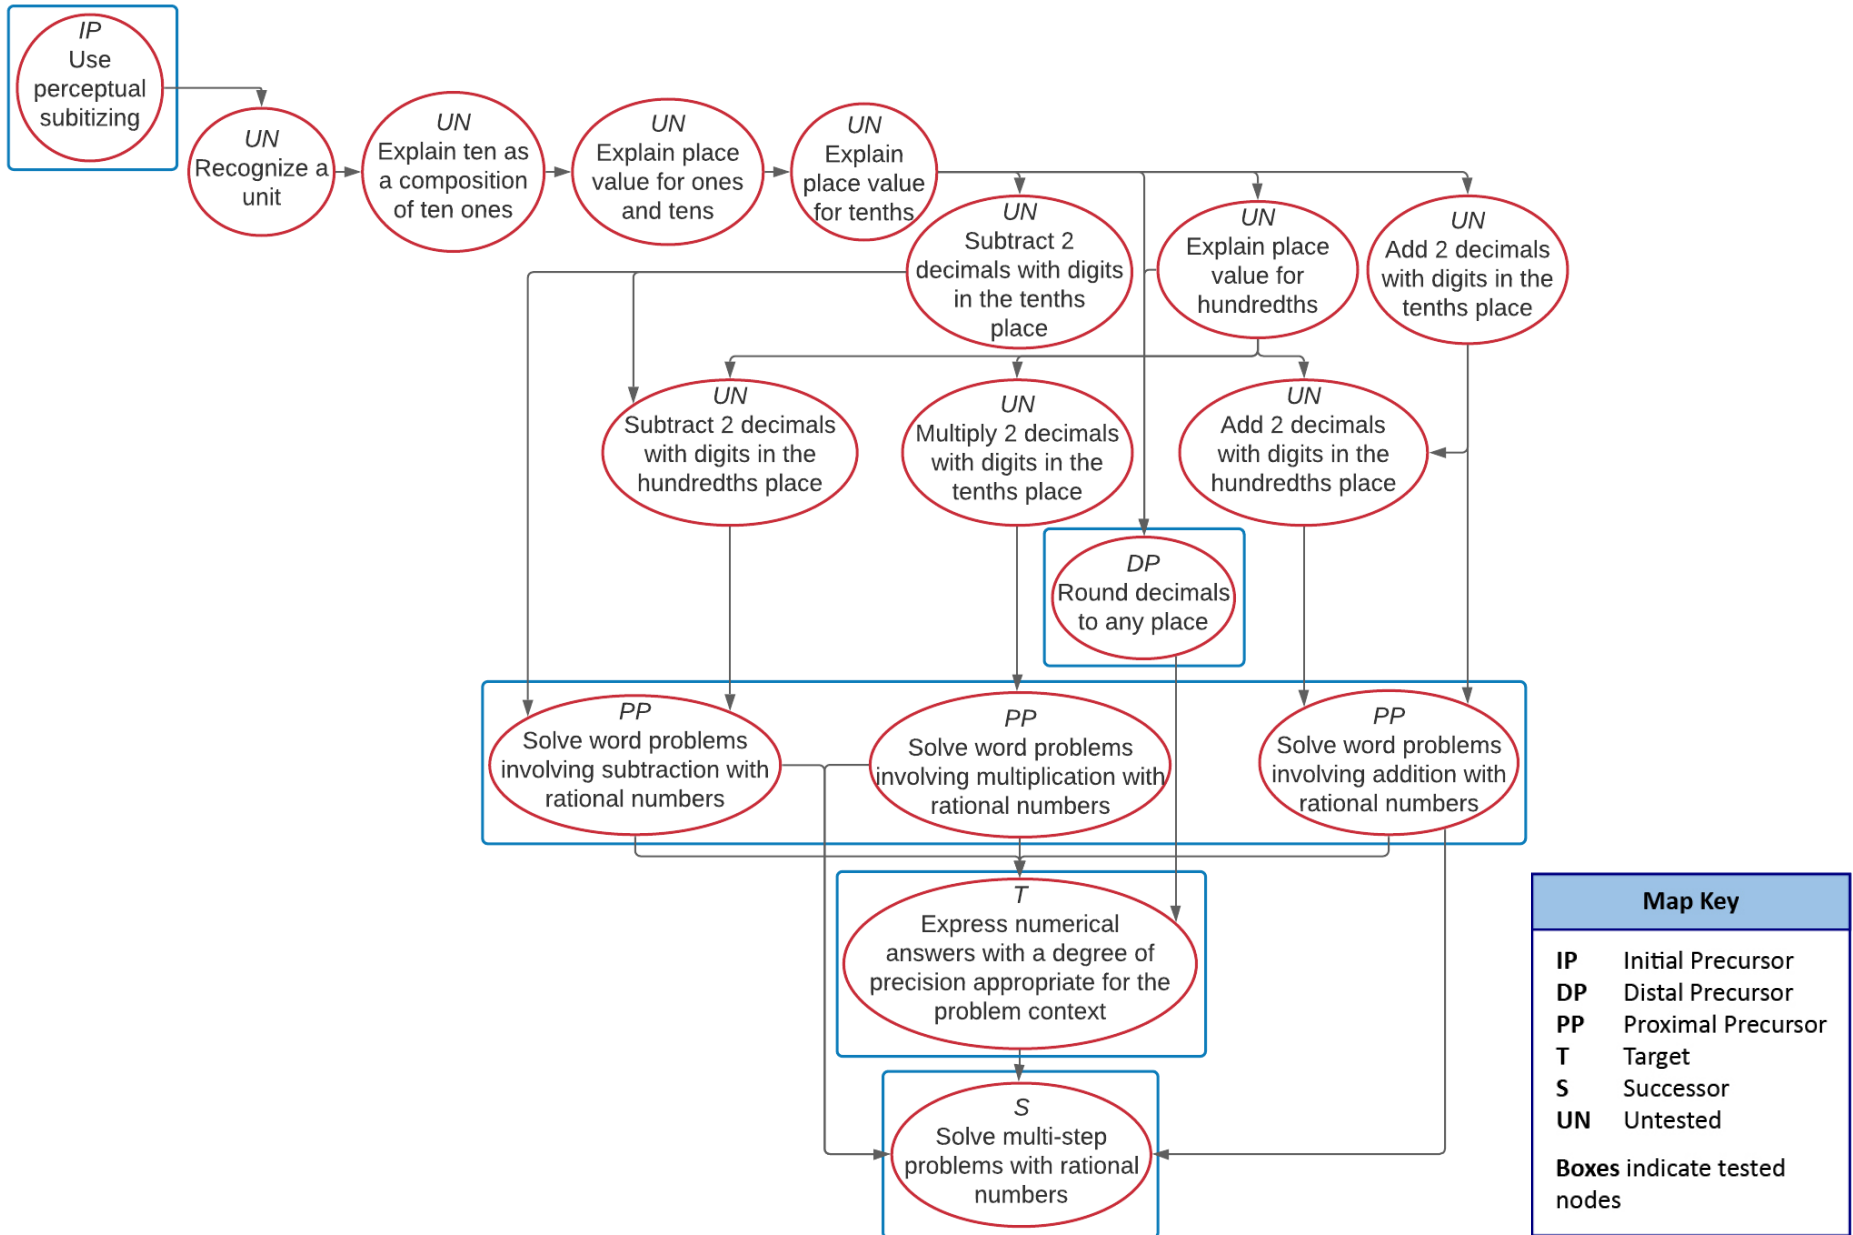 IP
Use
perceptual
subitizing
UN
Recognize a
unit
UN
Explain ten as
a composition
of ten ones
UN
Explain place
value for ones
and tens
UN
Explain
place value
for tenths
UN
Subtract 2
decimals with digits
in the tenths
place
UN
Explain place
value for
hundredths
UN
Add 2 decimals
with digits in the
tenths place
UN
Subtract 2 decimals
with digits in the
hundredths place
UN
Multiply 2 decimals
with digits in the
tenths place
UN
Add 2 decimals
with digits in the
hundredths place
DP
Round decimals
to any place
PP
Solve word problems
involving subtraction with
rational numbers
PP
Solve word problems
involving multiplication with
rational numbers
PP
Solve word problems
involving addition with
rational numbers
T
Express numerical
answers with a degree of
precision appropriate for the
problem context
S
Solve multi-step
problems with rational
numbers
Map Key
IP Initial Precursor
DP Distal Precursor
PP Proximal Precursor
T Target
S Successor
UN Untested
Boxes indicate tested
nodes